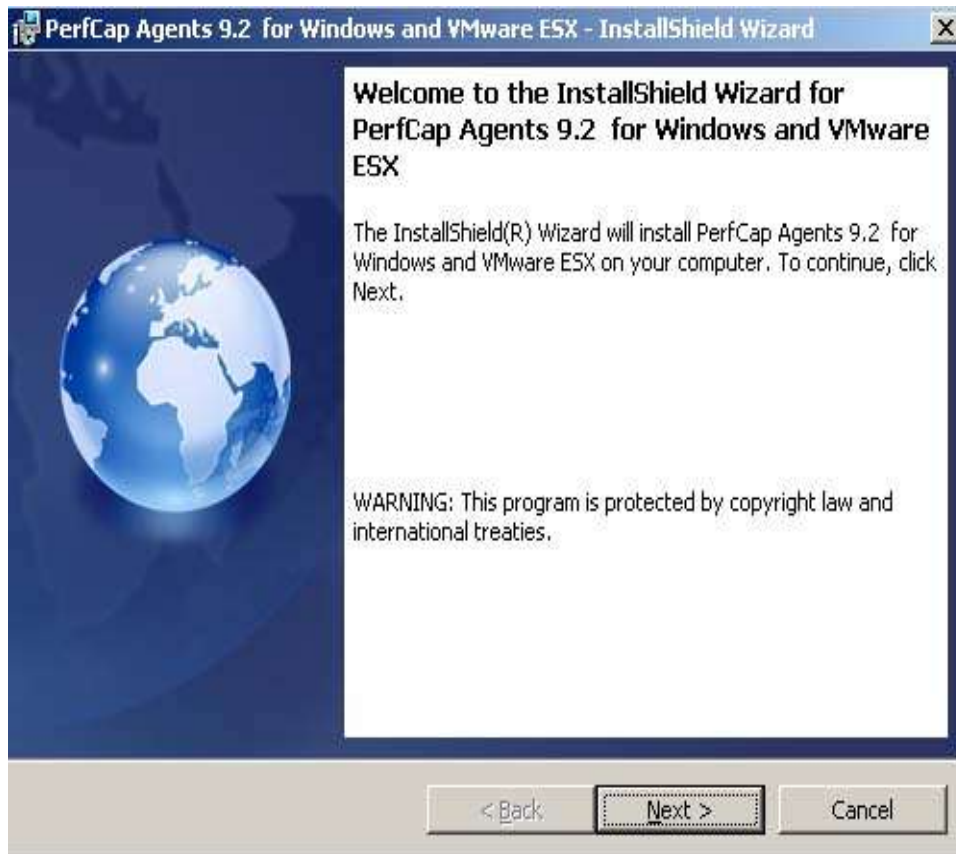 PerfCap Agents 9.2 for Windows and VMware ESX - InstallShield Wizard
Welcome to the InstallShield Wizard for
PerfCap Agents 9.2 for Windows and VMware
ESX
The InstallShield(R) Wizard will install PerfCap Agents 9.2 for
Windows and VMware ESX on your computer. To continue, click
Next.
WARNING: This program is protected by copyright law and
international treaties.
< Back
Next >
Cancel